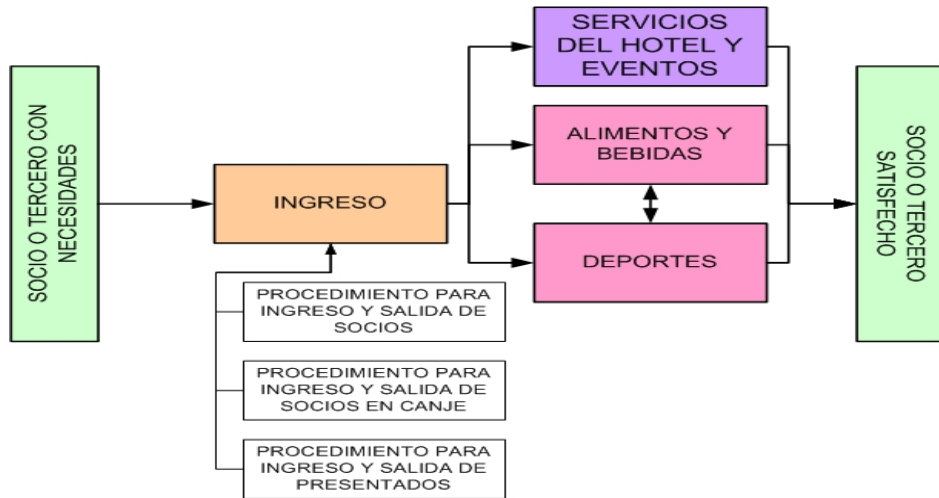 SOCIO O TERCERO CON
NECESIDADES
INGRESO
PROCEDIMIENTO PARA
INGRESO Y SALIDA DE
SOCIOS
PROCEDIMIENTO PARA
INGRESO Y SALIDA DE
SOCIOS EN CANJE
PROCEDIMIENTO PARA
INGRESO Y SALIDA DE
PRESENTADOS
SERVICIOS
DEL HOTEL Y
EVENTOS
ALIMENTOS Y
BEBIDAS
DEPORTES
SOCIO O TERCERO
SATISFECHO